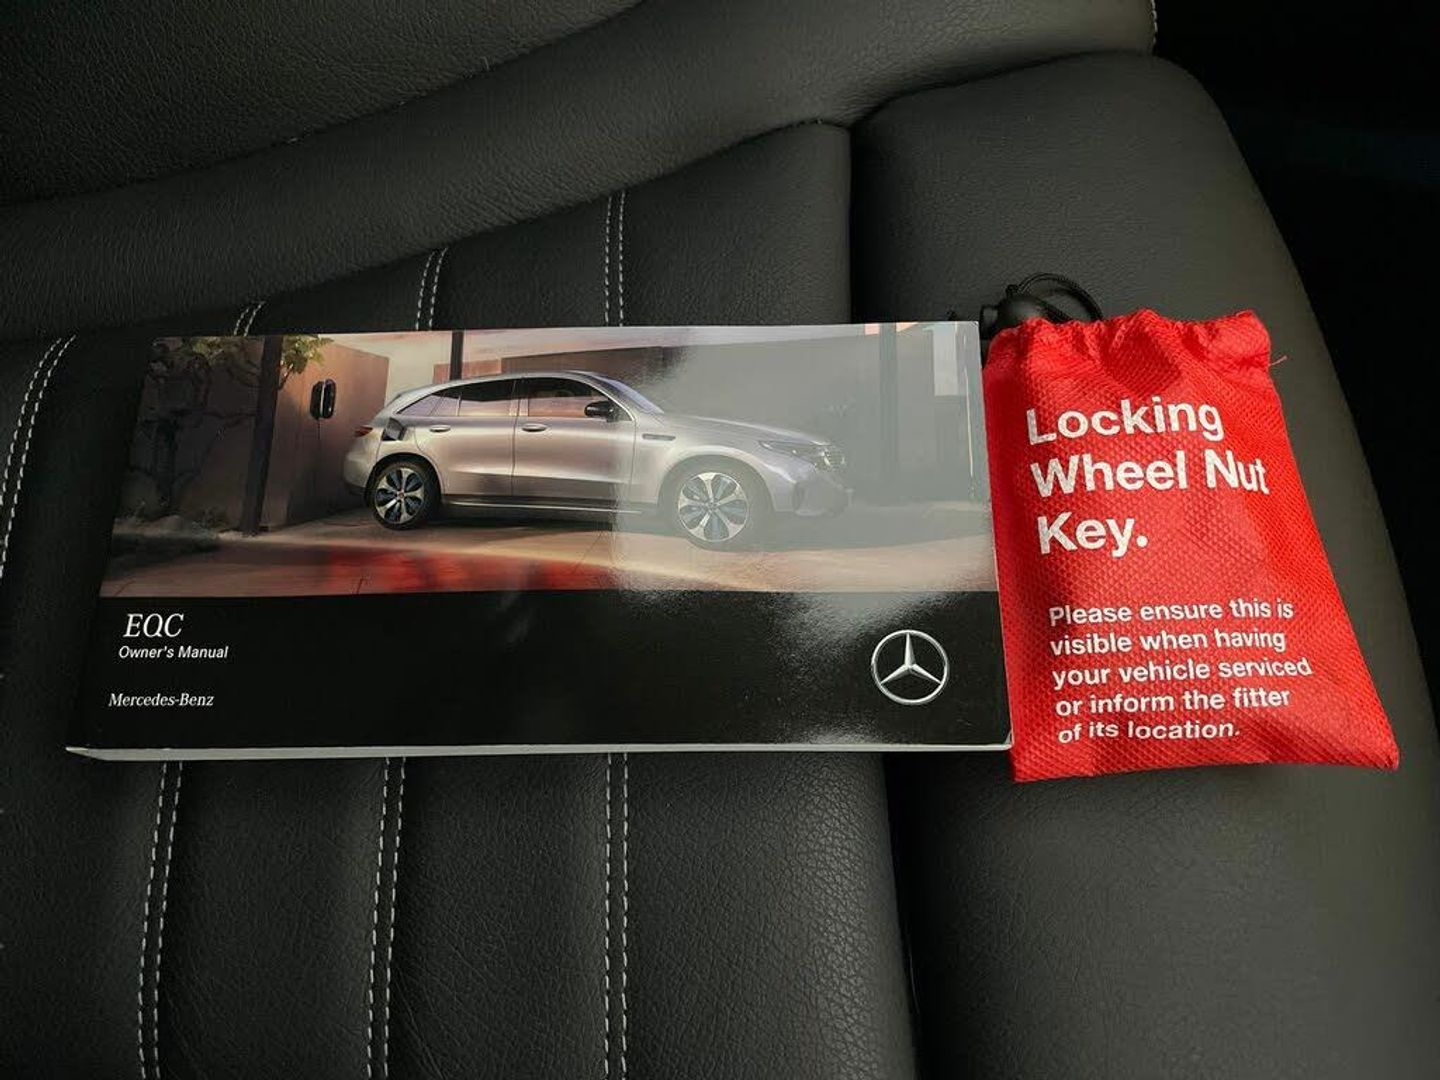 EQC
Owner's Manual
Mercedes-Benz
Locking
Wheel Nut
Key.
Please ensure this is
visible when having
your vehicle serviced
or inform the fitter
of its location.